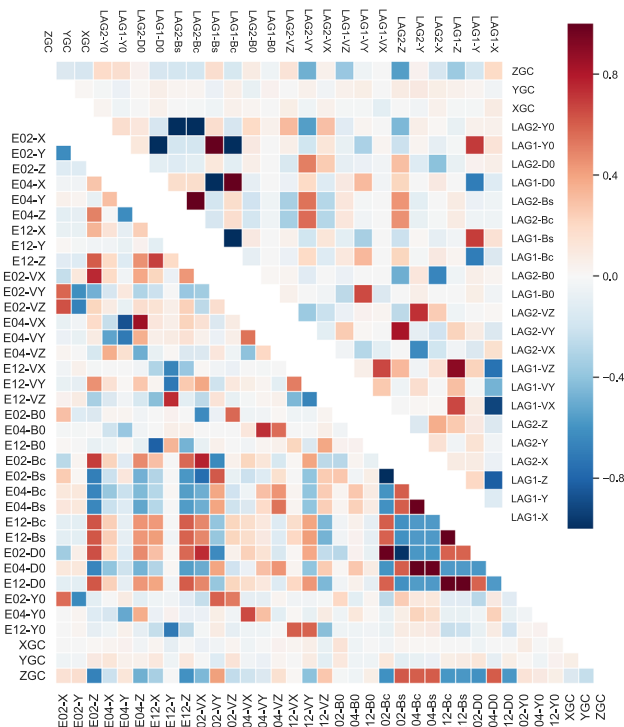 ZGC
YGC
XGC
LAG2-Y0
LAG1-Y0
LAG2-D0
LAG1-D0
LAG2-Bs
LAG2-Bc
LAG1-Bs
LAG1-Bc
LAG2-B0
LAG1-B0
LAG2-VZ
LAG2-VY
LAG2-VX
LAG1-VZ
LAG1-VY
LAG1-VX
LAG2-Z
LAG2-Y
LAG2-X
LAG1-Z
LAG1-Y
LAG1-X
ZGC
YGC
XGC
LAG2-Y0
LAG1-Y0
LAG2-D0
LAG1-D0
LAG2-Bs
LAG2-Bc
LAG1-Bs
LAG1-Bc
LAG2-B0
LAG1-B0
LAG2-VZ
LAG2-VY
LAG2-VX
LAG1-VZ
LAG1-VY
LAG1-VX
LAG2-Z
LAG2-Y
LAG2-X
LAG1-Z
LAG1-Y
LAG1-X
0.8
0.4
0.0
−0.4
−0.8
E02-X
E02-Y
E02-Z
E04-X
E04-Y
E04-Z
E12-X
E12-Y
E12-Z
E02-VX
E02-VY
E02-VZ
E04-VX
E04-VY
E04-VZ
E12-VX
E12-VY
E12-VZ
E02-B0
E04-B0
E12-B0
E02-Bc
E02-Bs
E04-Bc
E04-Bs
E12-Bc
E12-Bs
E02-D0
E04-D0
E12-D0
E02-Y0
E04-Y0
E12-Y0
XGC
YGC
ZGC
E02-X
E02-Y
E02-Z
E04-X
E04-Y
E04-Z
E12-X
E12-Y
E12-Z
02-VX
02-VY
02-VZ
04-VX
04-VY
04-VZ
12-VX
12-VY
12-VZ
02-B0
04-B0
12-B0
02-Bc
02-Bs
04-Bc
04-Bs
12-Bc
12-Bs
02-D0
04-D0
12-D0
02-Y0
04-Y0
12-Y0
XGC
YGC
ZGC